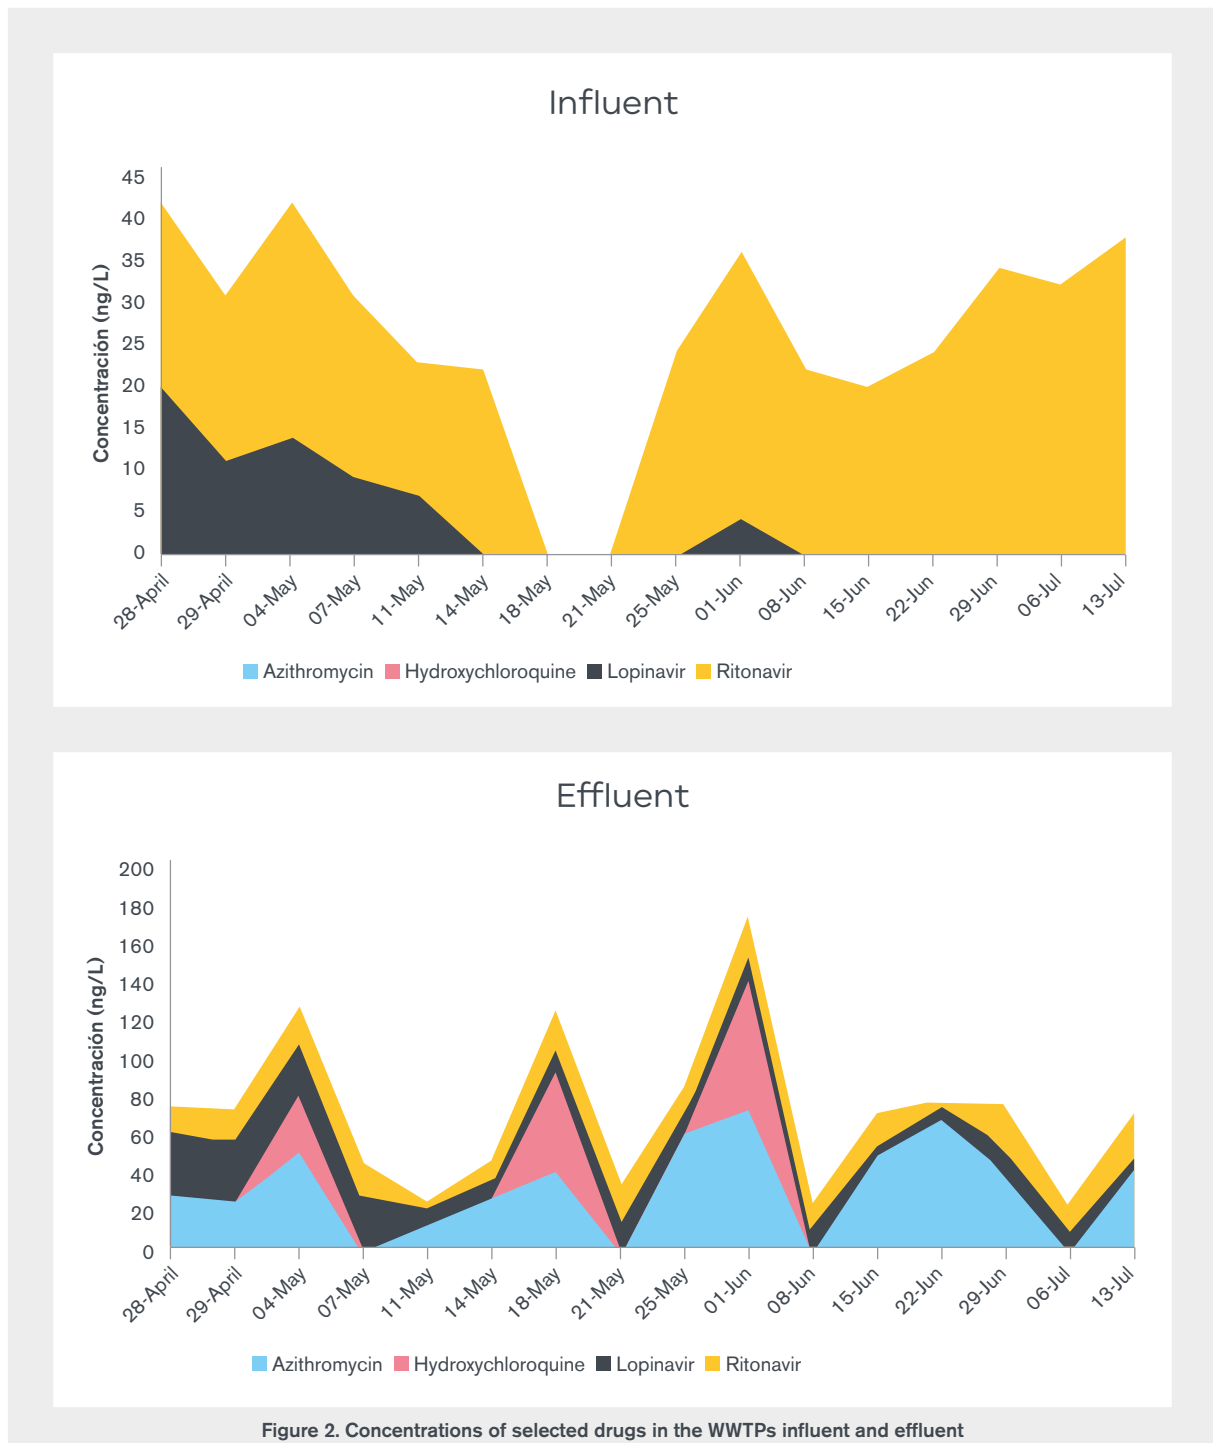 Influent
Concentración (ng/L)
45
40
35
30
25
20
15
10
5
0
28-April 29-April 04-May 07-May 11-May 14-May 18-May 21-May 25-May 01-Jun 08-Jun 15-Jun 22-Jun 29-Jun 06-Jul 13-Jul
Azithromycin Hydroxychloroquine Lopinavir Ritonavir
Effluent
Concentración (ng/L)
200
180
160
140
120
100
80
60
40
20
0
28-April 29-April 04-May 07-May 11-May 14-May 18-May 21-May 25-May 01-Jun 08-Jun 15-Jun 22-Jun 29-Jun 06-Jul 13-Jul
Azithromycin Hydroxychloroquine Lopinavir Ritonavir
Figure 2. Concentrations of selected drugs in the WWTPs influent and effluent